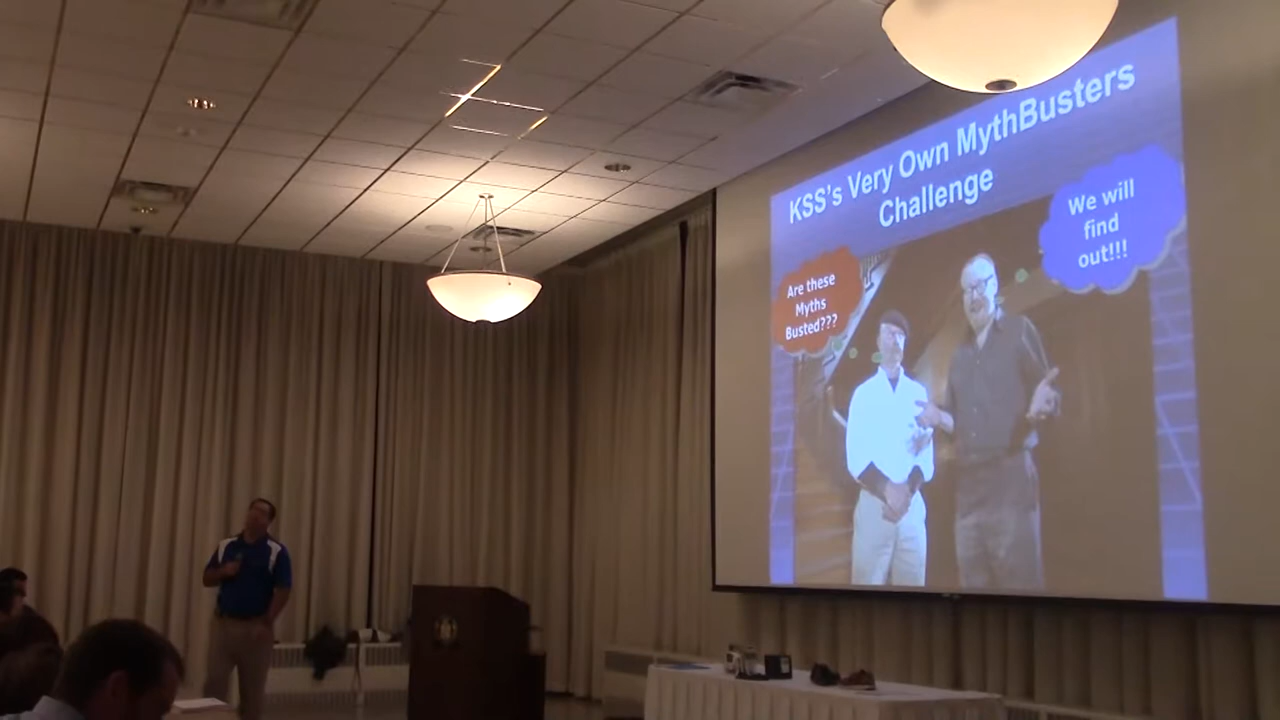 KSS's Very Own MythBusters
Challenge
Are these
Myths
Busted???
We will
find
out!!!